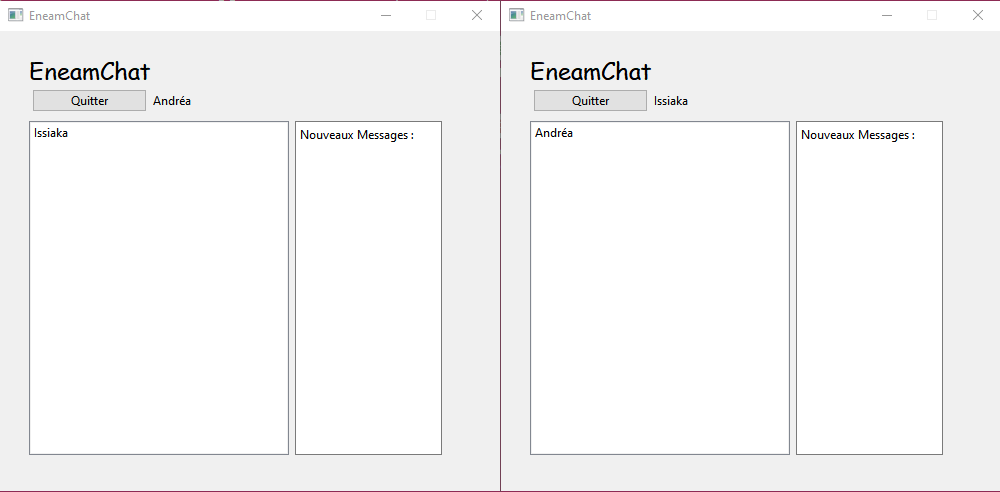 EneamChat
EneamChat
Quitter Andréa
Issiaka
Nouveaux Messages :
EneamChat
EneamChat
Quitter Issiaka
Andréa
Nouveaux Messages :